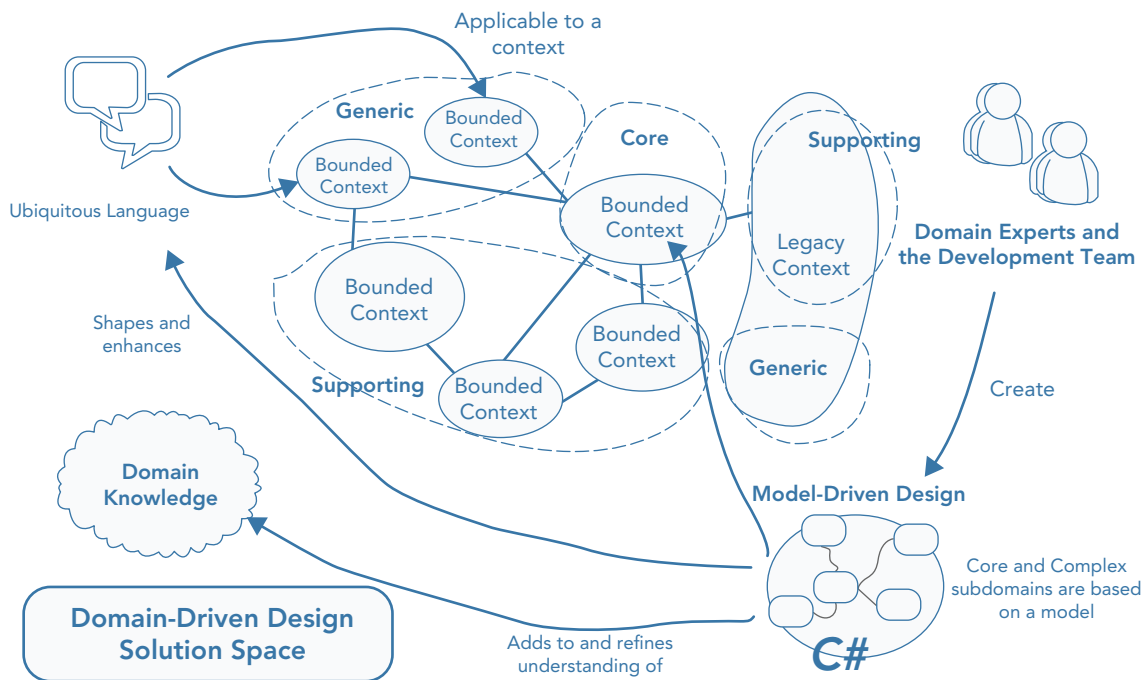 Applicable to a
context
Generic
Bounded
Context
Core
Supporting
Bounded
Context
Ubiquitous Language
Bounded
Context
Legacy
Context
Domain Experts and
the Development Team
Bounded
Context
Shapes and
enhances
Bounded
Context
Supporting
Bounded
Context
Generic
Create
Domain
Knowledge
Model-Driven Design
Core and Complex
subdomains are based
on a model
Domain-Driven Design
Solution Space
Adds to and refines
understanding of
C#